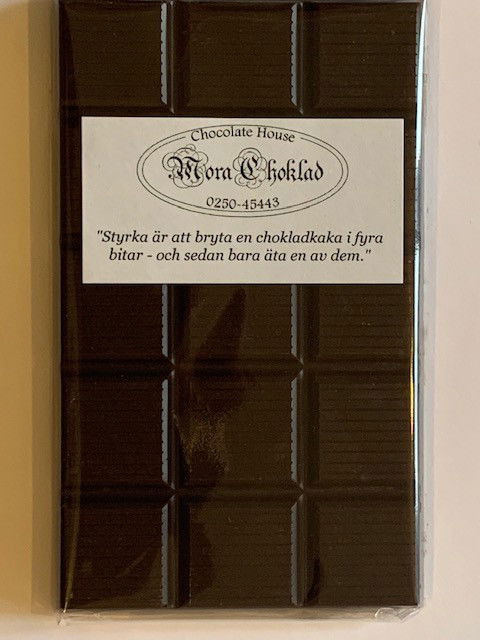 Chocolate House
Mora Choklad
0250-45443
"Styrka är att bryta en chokladkaka i fyra
bitar - och sedan bara äta en av dem."